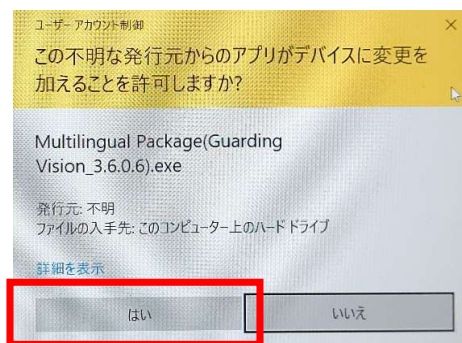 ユーザー アカウント制御
この不明な発行元からのアプリがデバイスに変更を
加えることを許可しますか?
Multilingual Package(Guarding
Vision_3.6.0.6).exe
発行元: 不明
ファイルの入手先: このコンピューター上のハード ドライブ
詳細を表示
はい
いいえ